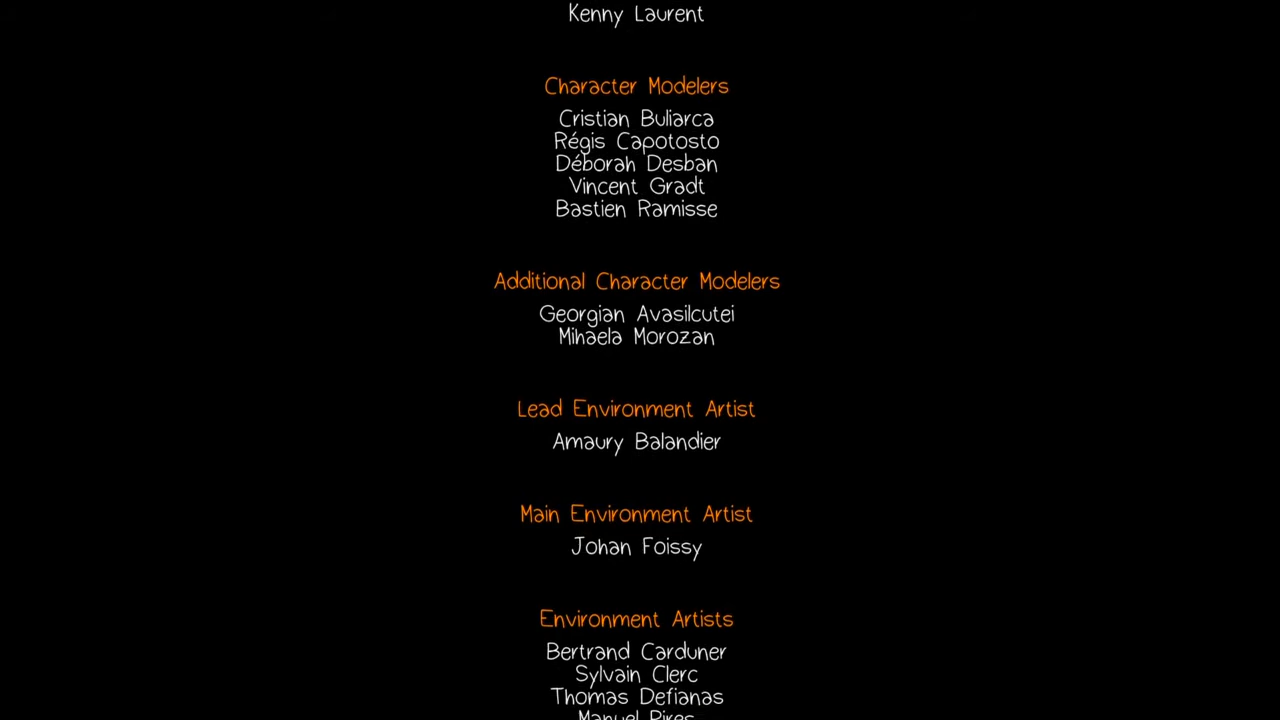 Kenny Laurent
Character Modelers
Cristian Buliarca
Régis Capotosto
Déborah Desban
Vincent Gradt
Bastien Ramisse
Additional Character Modelers
Georgian Avasilcutei
Mihaela Morozan
Lead Environment Artist
Amaury Balandier
Main Environment Artist
Johan Foissy
Environment Artists
Bertrand Carduner
Sylvain Clerc
Thomas Defianas
Manuel Pires